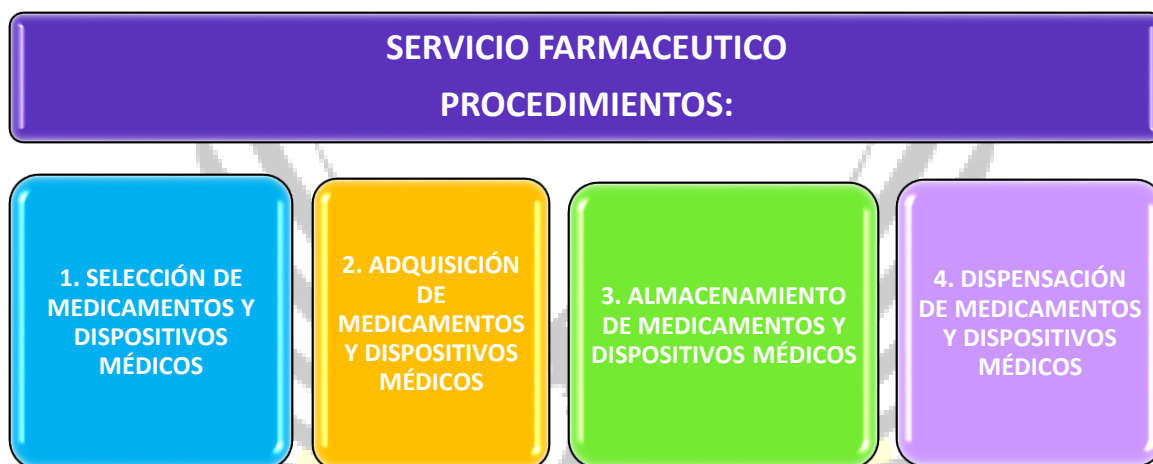 SERVICIO FARMACEUTICO
PROCEDIMIENTOS:
1. SELECCIÓN DE
MEDICAMENTOS Y
DISPOSITIVOS
MÉDICOS
2. ADQUISICIÓN
DE
MEDICAMENTOS
Y DISPOSITIVOS
MÉDICOS
3. ALMACENAMIENTO
DE MEDICAMENTOS Y
DISPOSITIVOS MÉDICOS
4. DISPENSACIÓN
DE MEDICAMENTOS
Y DISPOSITIVOS
MÉDICOS